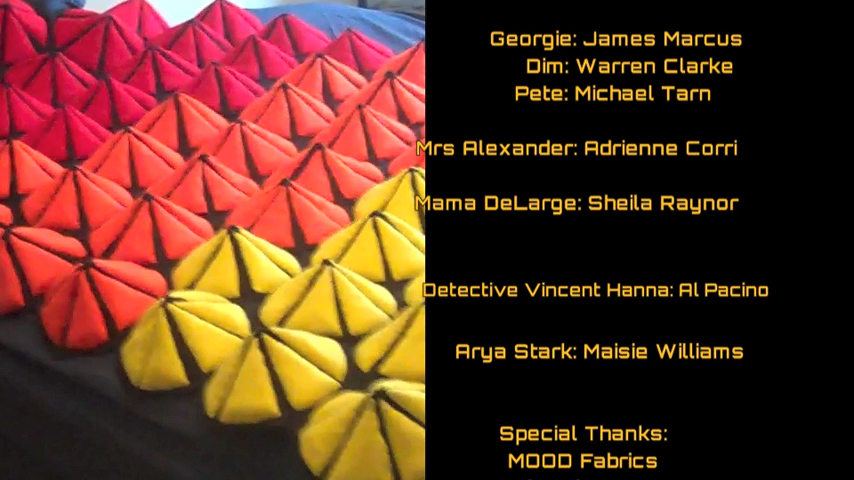 Georgie: James Marcus
Dim: Warren Clarke
Pete: Michael Tarn
Mrs Alexander: Adrienne Corri
Mama DeLarge: Sheila Raynor
Detective Vincent Hanna: Al Pacino
Arya Stark: Maisie Williams
Special Thanks:
MOOD Fabrics